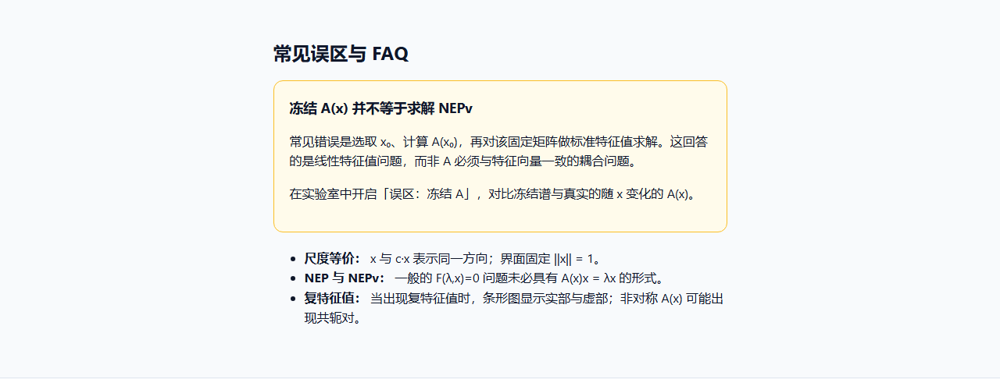 常见误区与 FAQ
冻结 A(x) 并不等于求解 NEPv
常见错误是选取 x₀、计算 A(x₀)，再对该固定矩阵做标准特征值求解。这回答
的是线性特征值问题，而非 A 必须与特征向量一致的耦合问题。
在实验室中开启「误区：冻结 A」，对比冻结谱与真实的随 x 变化的 A(x)。
• 尺度等价： x 与 c·x 表示同一方向；界面固定 ||x|| = 1。
• NEP 与 NEPv： 一般的 F(λ,x)=0 问题未必具有 A(x)x = λx 的形式。
• 复特征值： 当出现复特征值时，条形图显示实部与虚部；非对称 A(x) 可能出
现共轭对。